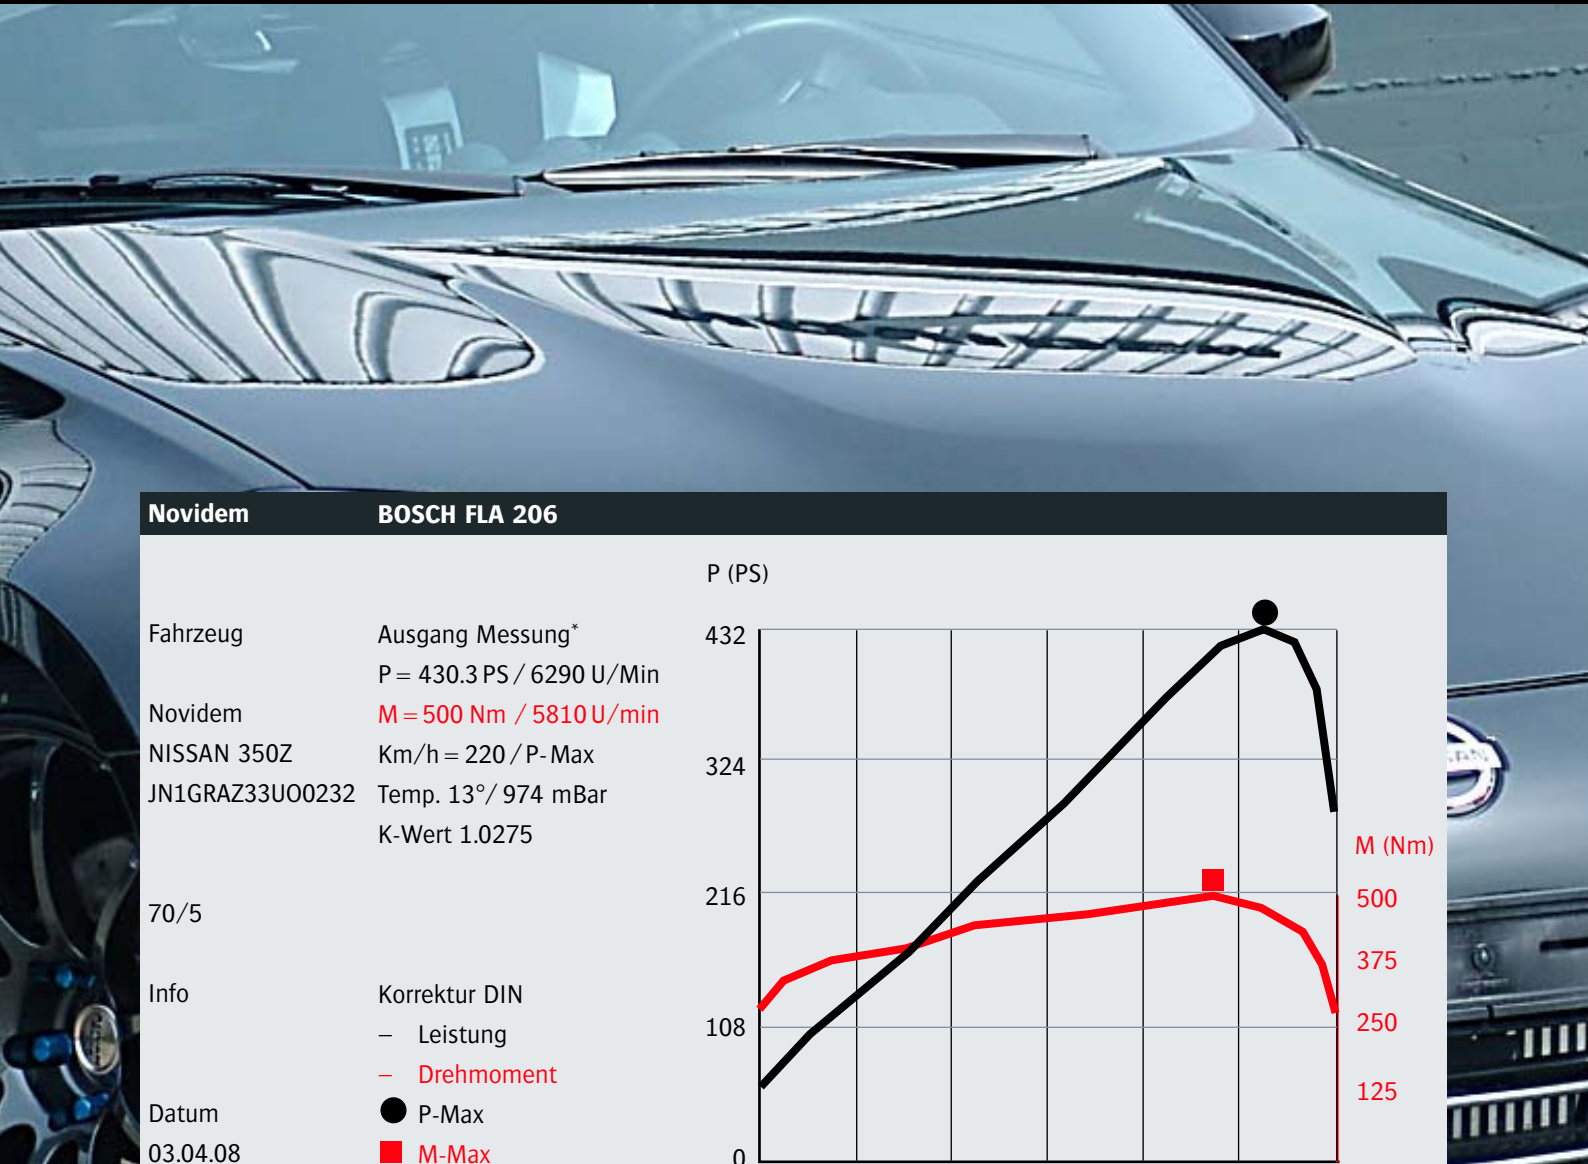 Novidem BOSCH FLA 206
P (PS)
Fahrzeug Ausgang Messung* 432
P = 430.3 PS / 6290 U/Min
Novidem M = 500 Nm / 5810 U/min
NISSAN 350Z Km/h = 220 / P-Max 324
JN1GRAZ33UO0232 Temp. 13°/ 974 mBar
K-Wert 1.0275
M (Nm)
216 500
70/5
375
Info Korrektur DIN
250
108
– Leistung
– Drehmoment
125
Datum P-Max
03.04.08 M-Max 0